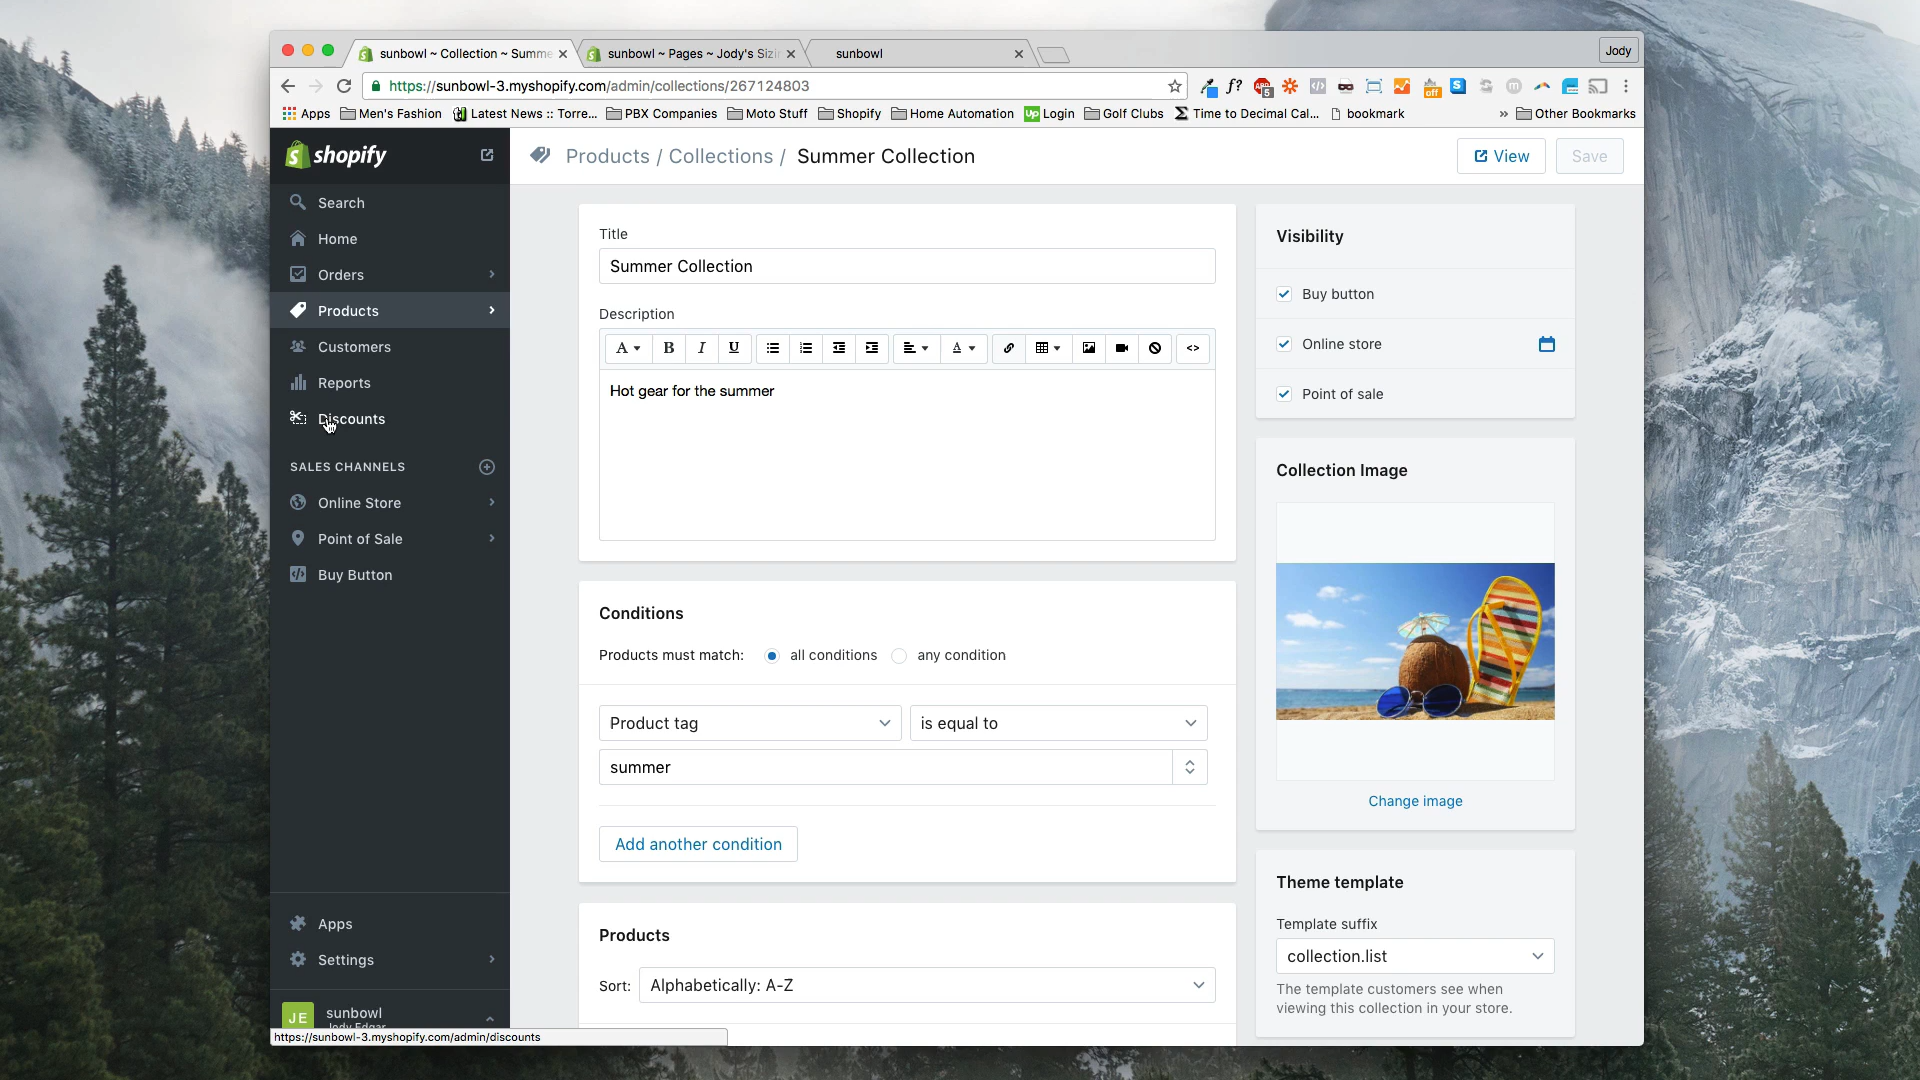 sunbowl ~ Collection ~ Summe
sunbowl ~ Pages ~ Jody's Sizin
sunbowl
Jody
https://sunbowl-3.myshopify.com/admin/collections/267124803
Apps
Men's Fashion
Latest News :: Torre...
PBX Companies
Moto Stuff
Shopify
Home Automation
Login
Golf Clubs
Time to Decimal Cal...
bookmark
» Other Bookmarks
shopify
Products / Collections / Summer Collection
View
Save
Search
Home
Orders
Products
Customers
Reports
Discounts
SALES CHANNELS
Online Store
Point of Sale
Buy Button
Apps
Settings
JE
sunbowl
Jody Edgar
https://sunbowl-3.myshopify.com/admin/discounts
Title
Summer Collection
Description
Hot gear for the summer
Conditions
Products must match: all conditions any condition
Product tag
is equal to
summer
Add another condition
Products
Sort: Alphabetically: A-Z
Visibility
Buy button
Online store
Point of sale
Collection Image
Change image
Theme template
Template suffix
collection.list
The template customers see when
viewing this collection in your store.